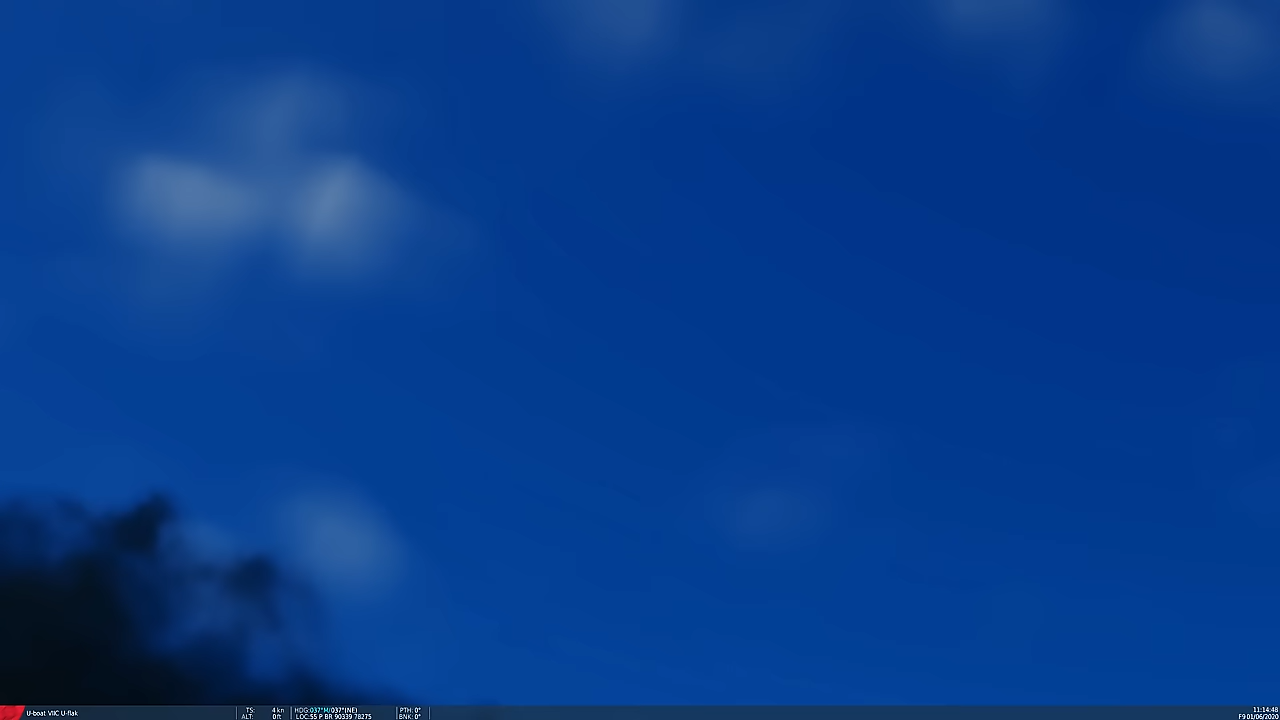 U-boat VIIC U-flak
TS: 4 kn
ALT: 0ft
HDG:037°M/037°(NE)
LOC:55 P BR 90339 78275
PTH: 0°
BNK: 0°
11:14:48
F9 01/06/2020